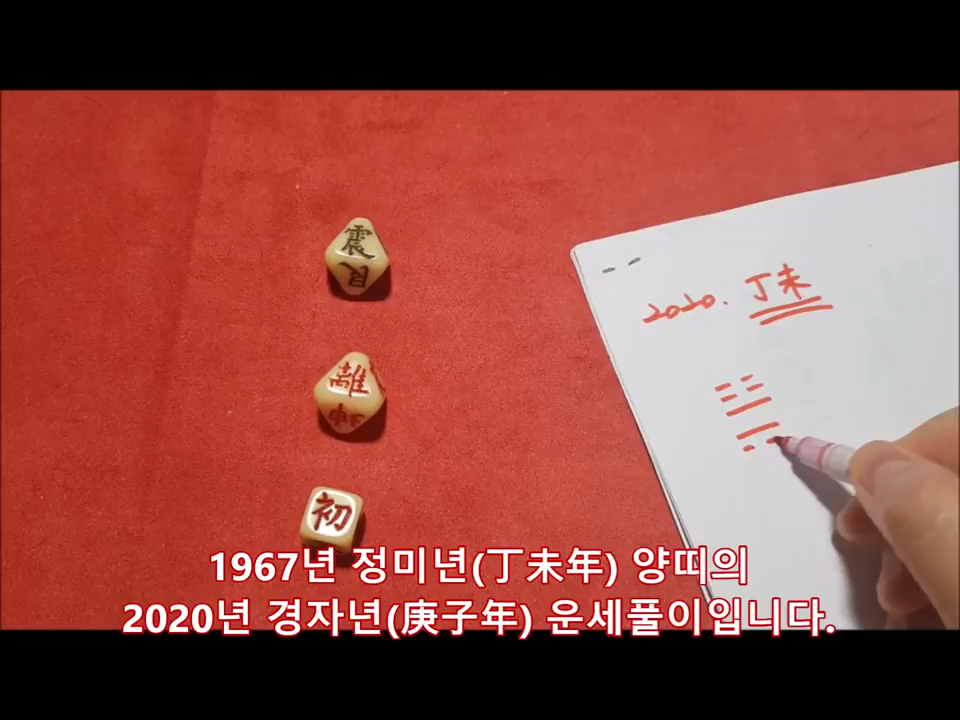 震
艮
離
乾
初
2020. 丁未
1967년 정미년(丁未年) 양띠의
2020년 경자년(庚子年) 운세풀이입니다.